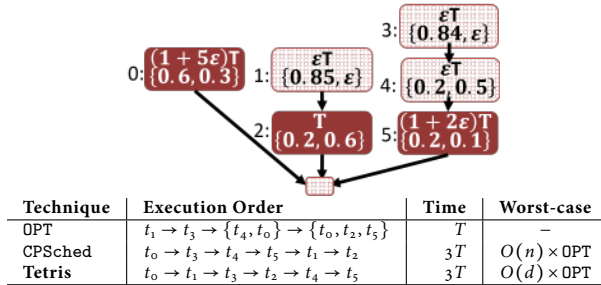 3: εT
{0.84, ε}
0: (1 + 5ε)T
{0.6, 0.3}
1: εT
{0.85, ε}
4: εT
{0.2, 0.5}
2: T
{0.2, 0.6}
5: (1 + 2ε)T
{0.2, 0.1}
Technique Execution Order Time Worst-case
OPT t₁ → t₃ → {t₄, t₀} → {t₀, t₂, t₅} T –
CPSched t₀ → t₃ → t₄ → t₅ → t₁ → t₂ 3T O(n) × OPT
Tetris t₀ → t₁ → t₃ → t₂ → t₄ → t₅ 3T O(d) × OPT